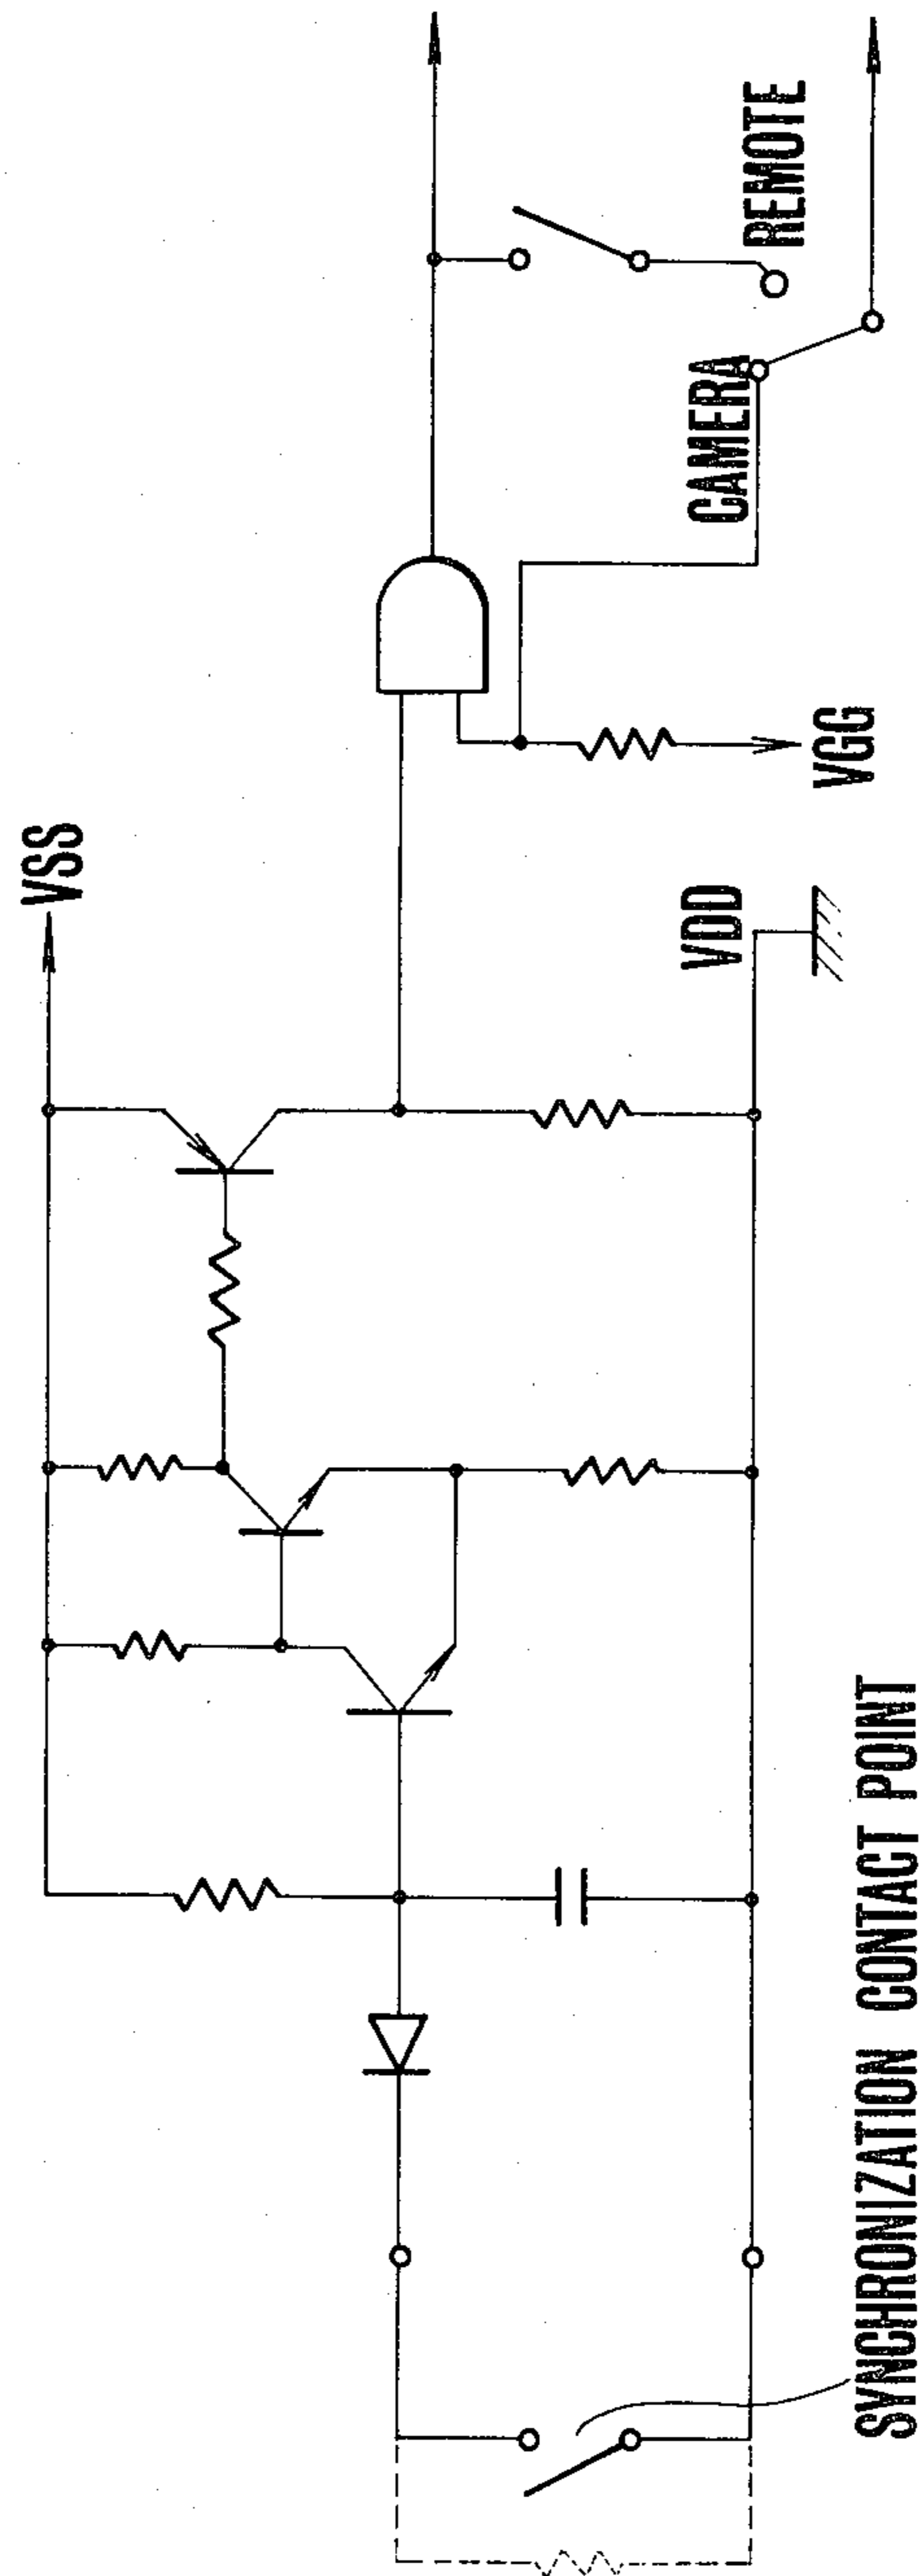 VSS
REMOTE
CAMERA
VGG
VDD
SYNCHRONIZATION CONTACT POINT